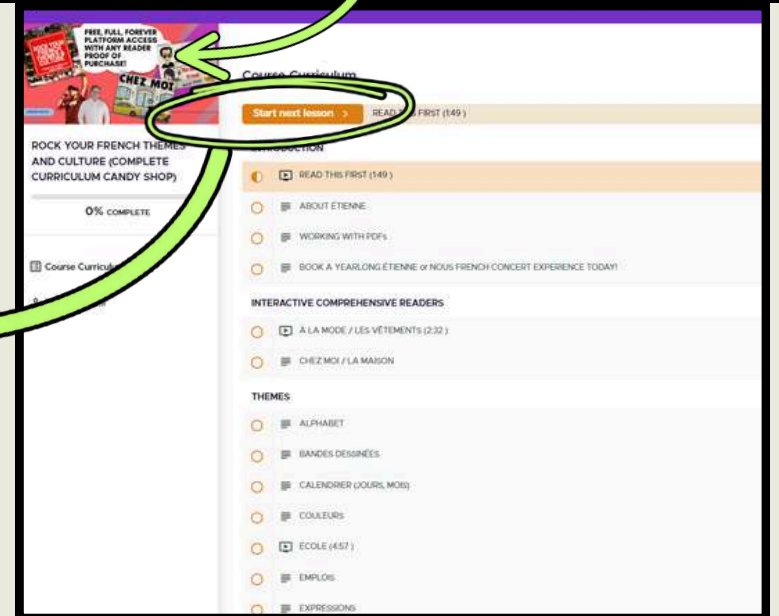 FREE, FULL, FOREVER
PLATFORM ACCESS
WITH ANY READER
PROOF OF
PURCHASE!
CHEZ MOI
ROCK YOUR FRENCH THEMES
AND CULTURE (COMPLETE
CURRICULUM CANDY SHOP)
0% COMPLETE
Course Curriculum
Start next lesson >
FIRST (1:49 )
READ THIS FIRST (1:49 )
ABOUT ÉTIENNE
WORKING WITH PDFs
BOOK A YEARLONG ÉTIENNE or NOUS FRENCH CONCERT EXPERIENCE TODAY!
INTERACTIVE COMPREHENSIVE READERS
À LA MODE / LES VÊTEMENTS (2:32 )
CHEZ MOI / LA MAISON
THEMES
ALPHABET
BANDES DESSINÉES
CALENDRIER (JOURS, MOIS)
COULEURS
ÉCOLE (4:57 )
EMPLOIS
EXPRESSIONS